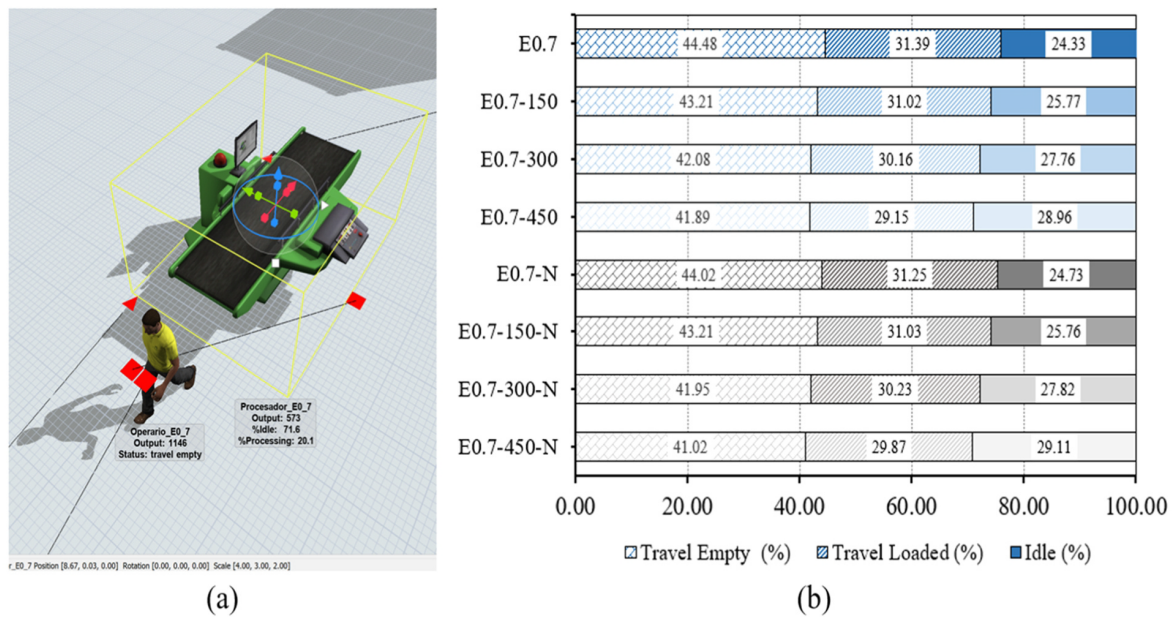 Procesador_E0_7
Output: 573
%Idle: 71.6
%Processing: 20.1
Operario_E0_7
Output: 1146
Status: travel empty
r_E0_7 Position [8.67, 0.03, 0.00] Rotation [0.00, 0.00, 0.00] Scale [4.00, 3.00, 2.00]
(a)
E0.7 44.48 31.39 24.33
E0.7-150 43.21 31.02 25.77
E0.7-300 42.08 30.16 27.76
E0.7-450 41.89 29.15 28.96
E0.7-N 44.02 31.25 24.73
E0.7-150-N 43.21 31.03 25.76
E0.7-300-N 41.95 30.23 27.82
E0.7-450-N 41.02 29.87 29.11
0.00 20.00 40.00 60.00 80.00 100.00
Travel Empty (%) Travel Loaded (%) Idle (%)
(b)